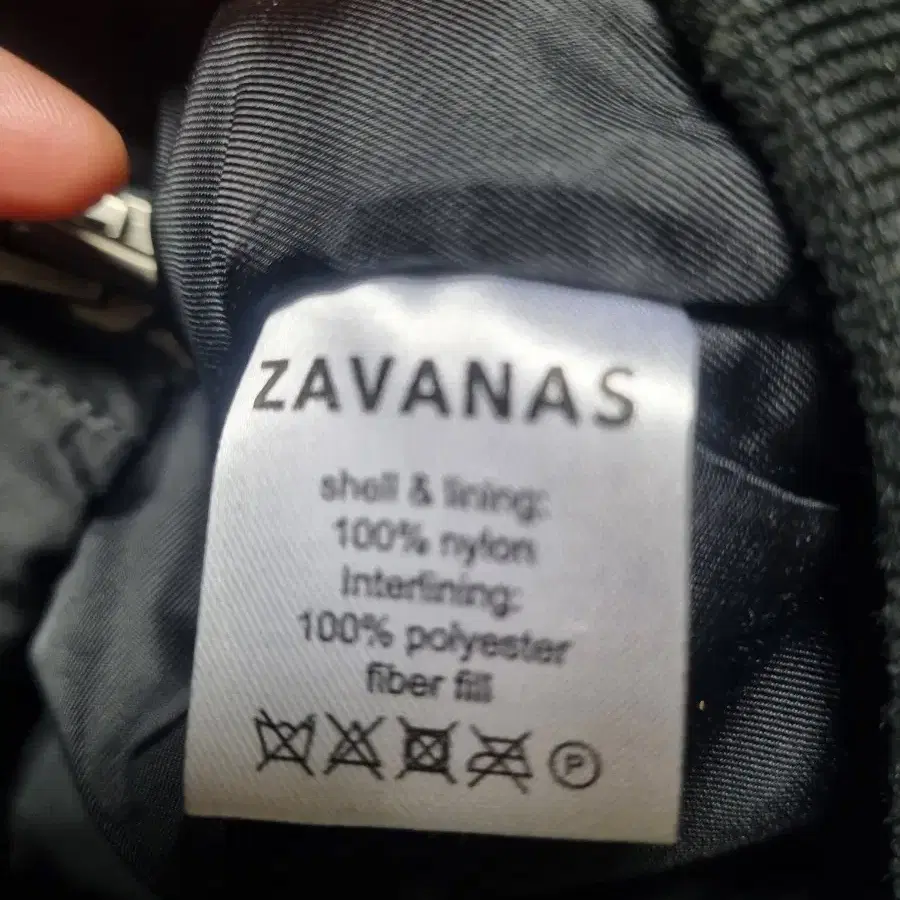 ZAVANAS
shell & lining:
100% nylon
Interlining:
100% polyester
fiber fill
P